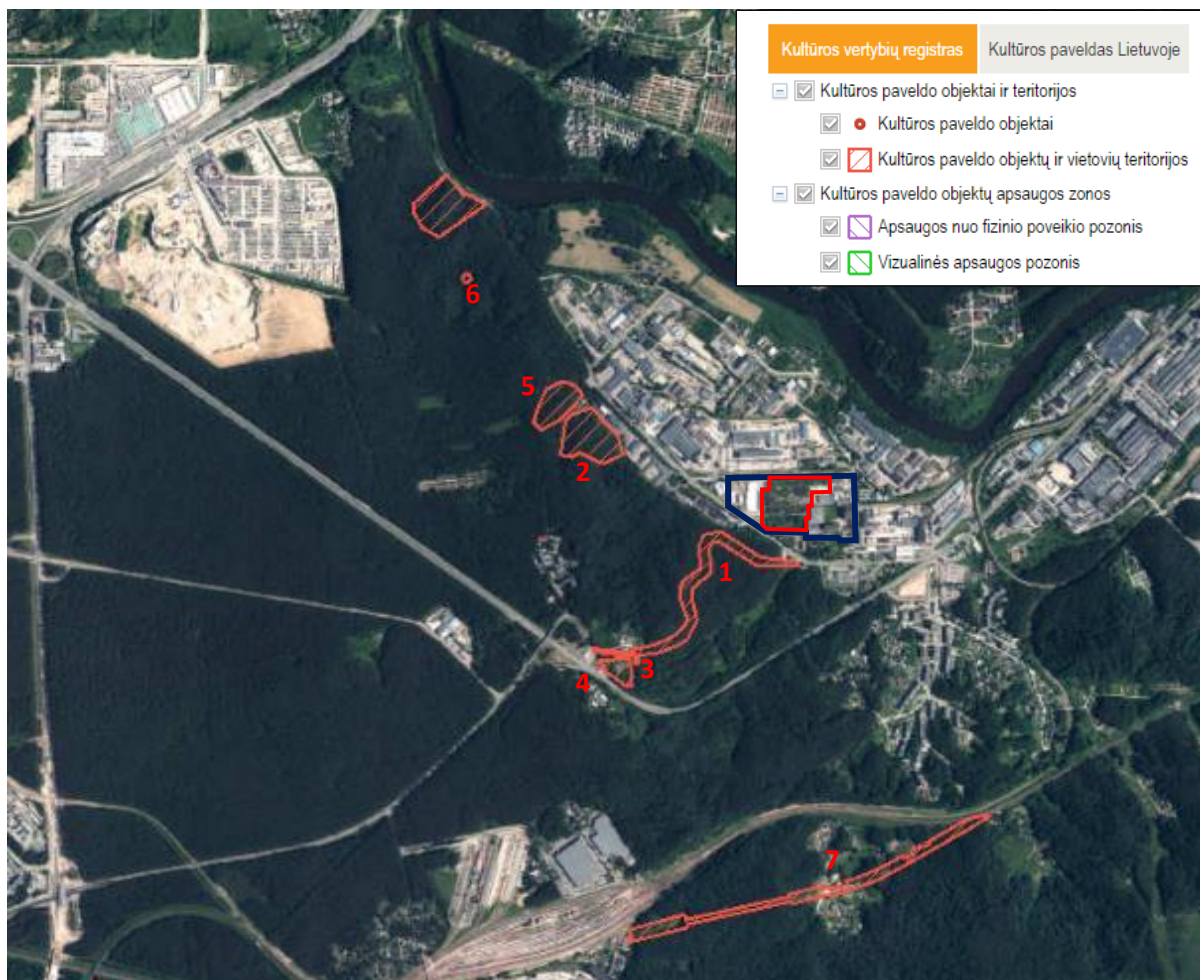 Kultūros vertybių registras
Kultūros paveldas Lietuvoje
Kultūros paveldo objektai ir teritorijos
Kultūros paveldo objektai
Kultūros paveldo objektų ir vietovių teritorijos
Kultūros paveldo objektų apsaugos zonos
Apsaugos nuo fizinio poveikio pozonis
Vizualinės apsaugos pozonis
6
5
2
1
3
4
7